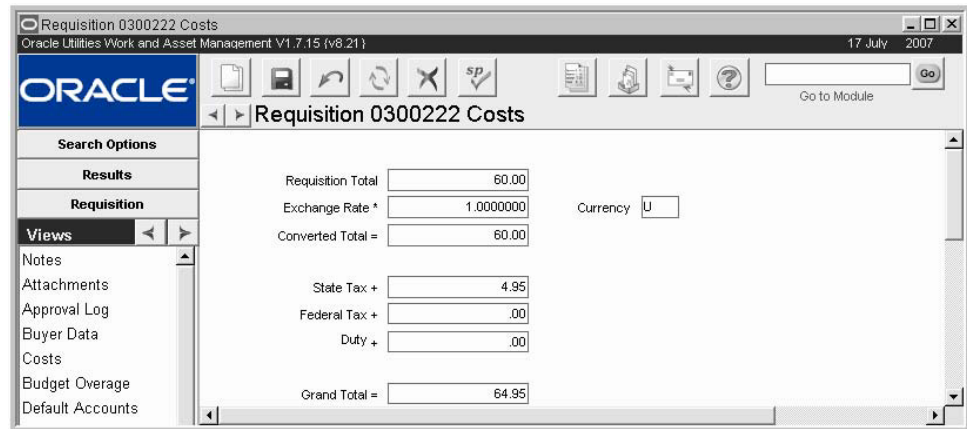 Requisition 0300222 Costs
Oracle Utilities Work and Asset Management V1.7.15 {v8.21} 17 July 2007
ORACLE
sp
Go
Go to Module
Requisition 0300222 Costs
Search Options
Results
Requisition
Views
Notes
Attachments
Approval Log
Buyer Data
Costs
Budget Overage
Default Accounts
Requisition Total 60.00
Exchange Rate * 1.0000000 Currency U
Converted Total = 60.00
State Tax + 4.95
Federal Tax + .00
Duty + .00
Grand Total = 64.95